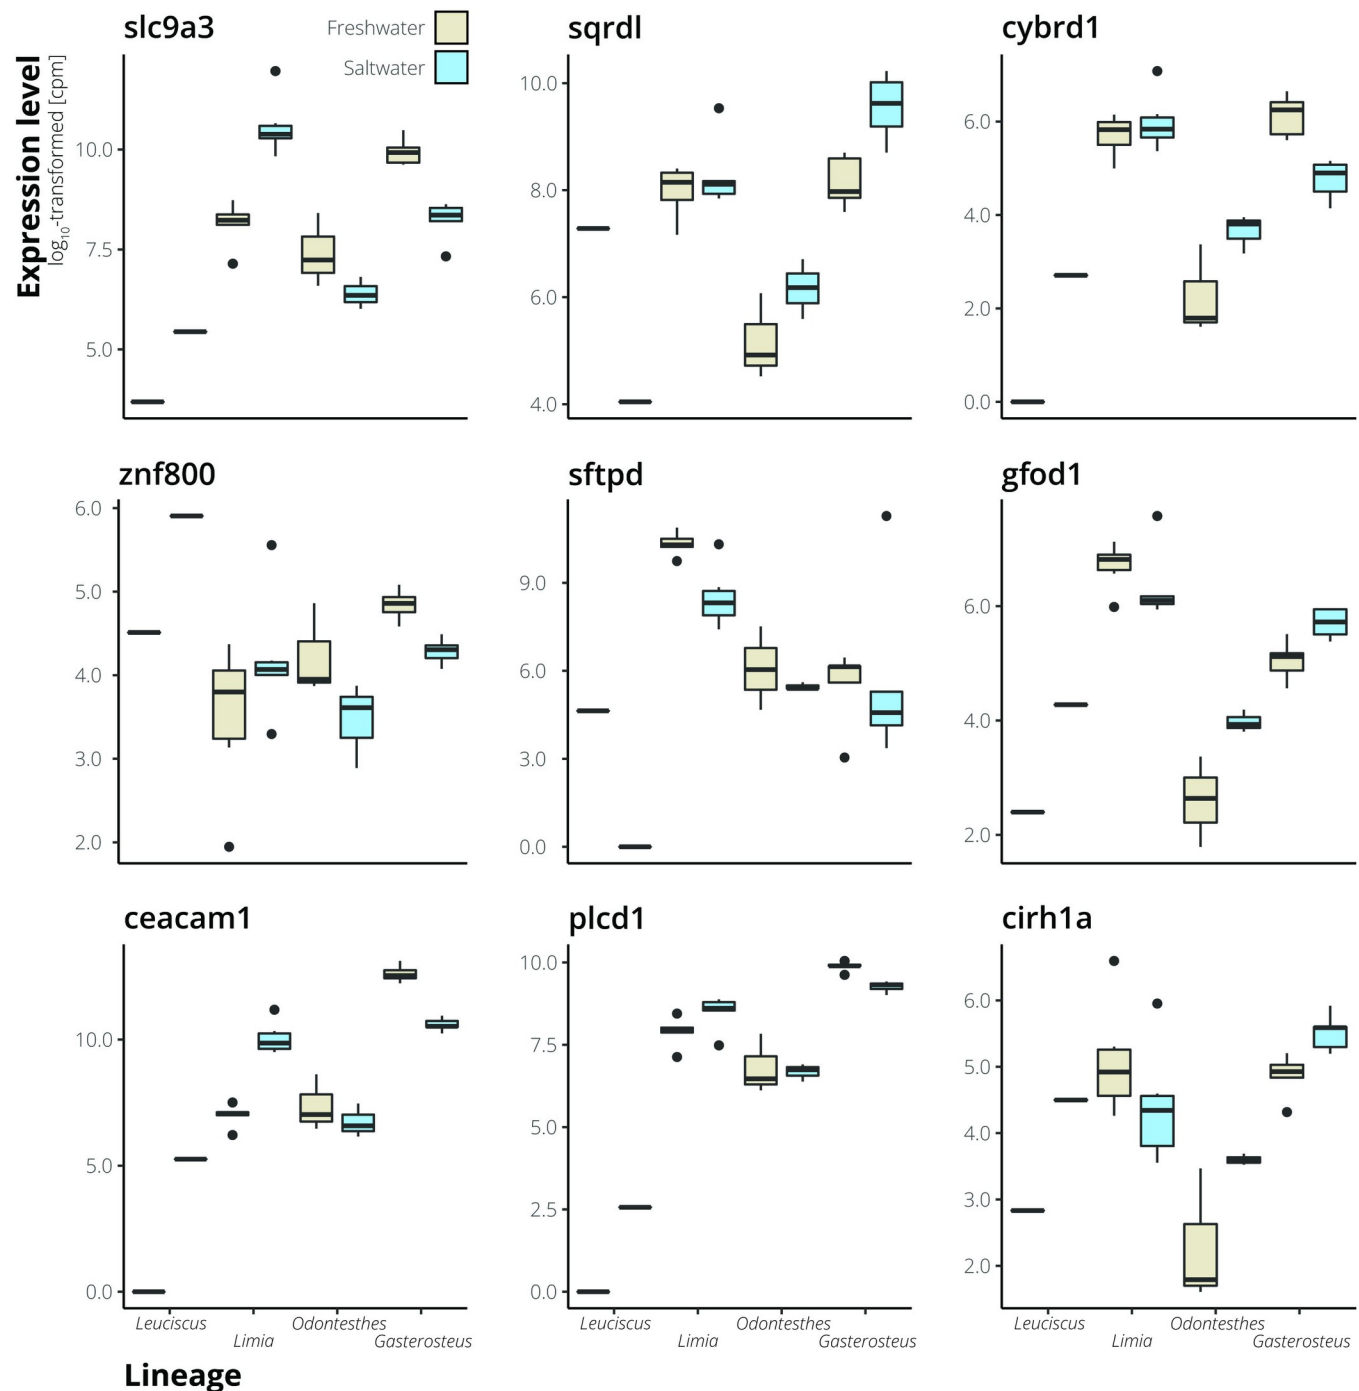 slc9a3
Freshwater
Saltwater
sqrdl
cybrd1
Expression level
log10-transformed [cpm]
10.0
7.5
5.0
10.0
8.0
6.0
4.0
6.0
4.0
2.0
0.0
znf800
sftpd
gfod1
6.0
5.0
4.0
3.0
2.0
9.0
6.0
3.0
0.0
6.0
4.0
2.0
ceacam1
plcd1
cirh1a
10.0
5.0
0.0
10.0
7.5
5.0
2.5
0.0
6.0
5.0
4.0
3.0
2.0
Leuciscus
Limia
Odontesthes
Gasterosteus
Leuciscus
Limia
Odontesthes
Gasterosteus
Leuciscus
Limia
Odontesthes
Gasterosteus
Lineage